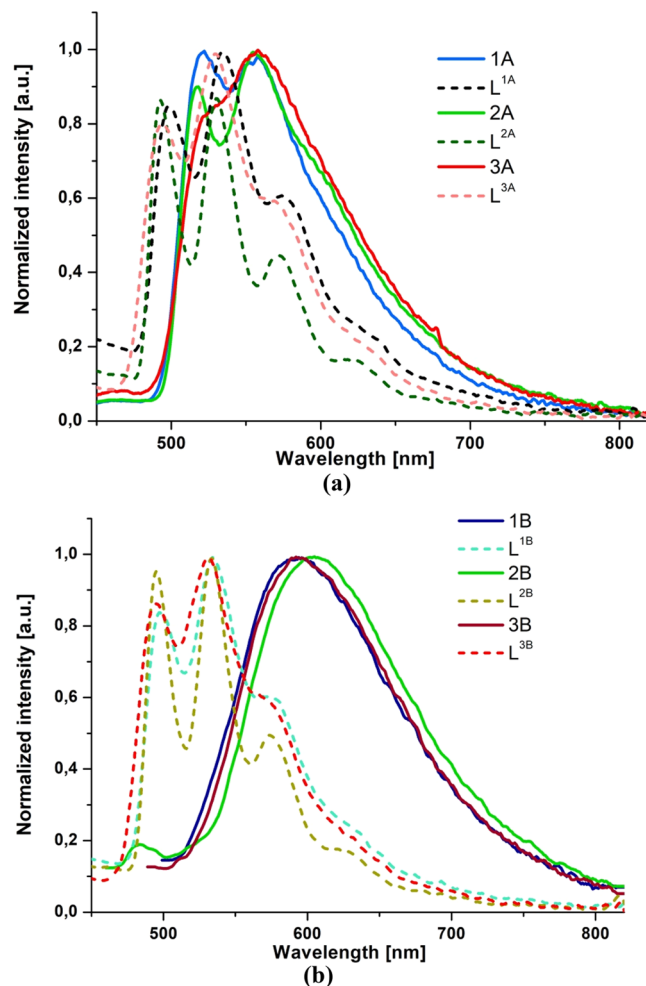 1,0
0,8
0,6
0,4
0,2
0,0
Normalized intensity [a.u.]
1A
L1A
2A
L2A
3A
L3A
500 600 700 800
Wavelength [nm]
(a)
1,0
0,8
0,6
0,4
0,2
0,0
Normalized intensity [a.u.]
1B
L1B
2B
L2B
3B
L3B
500 600 700 800
Wavelength [nm]
(b)